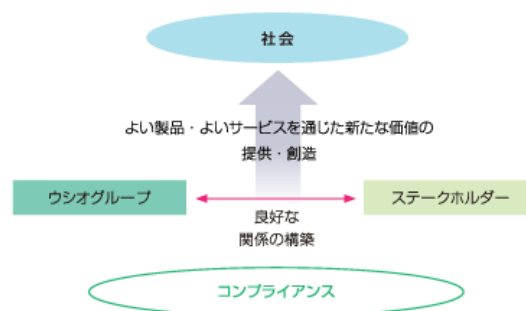 社会
よい製品・よいサービスを通じた新たな価値の
提供・創造
ウシオグループ
ステークホルダー
良好な
関係の構築
コンプライアンス